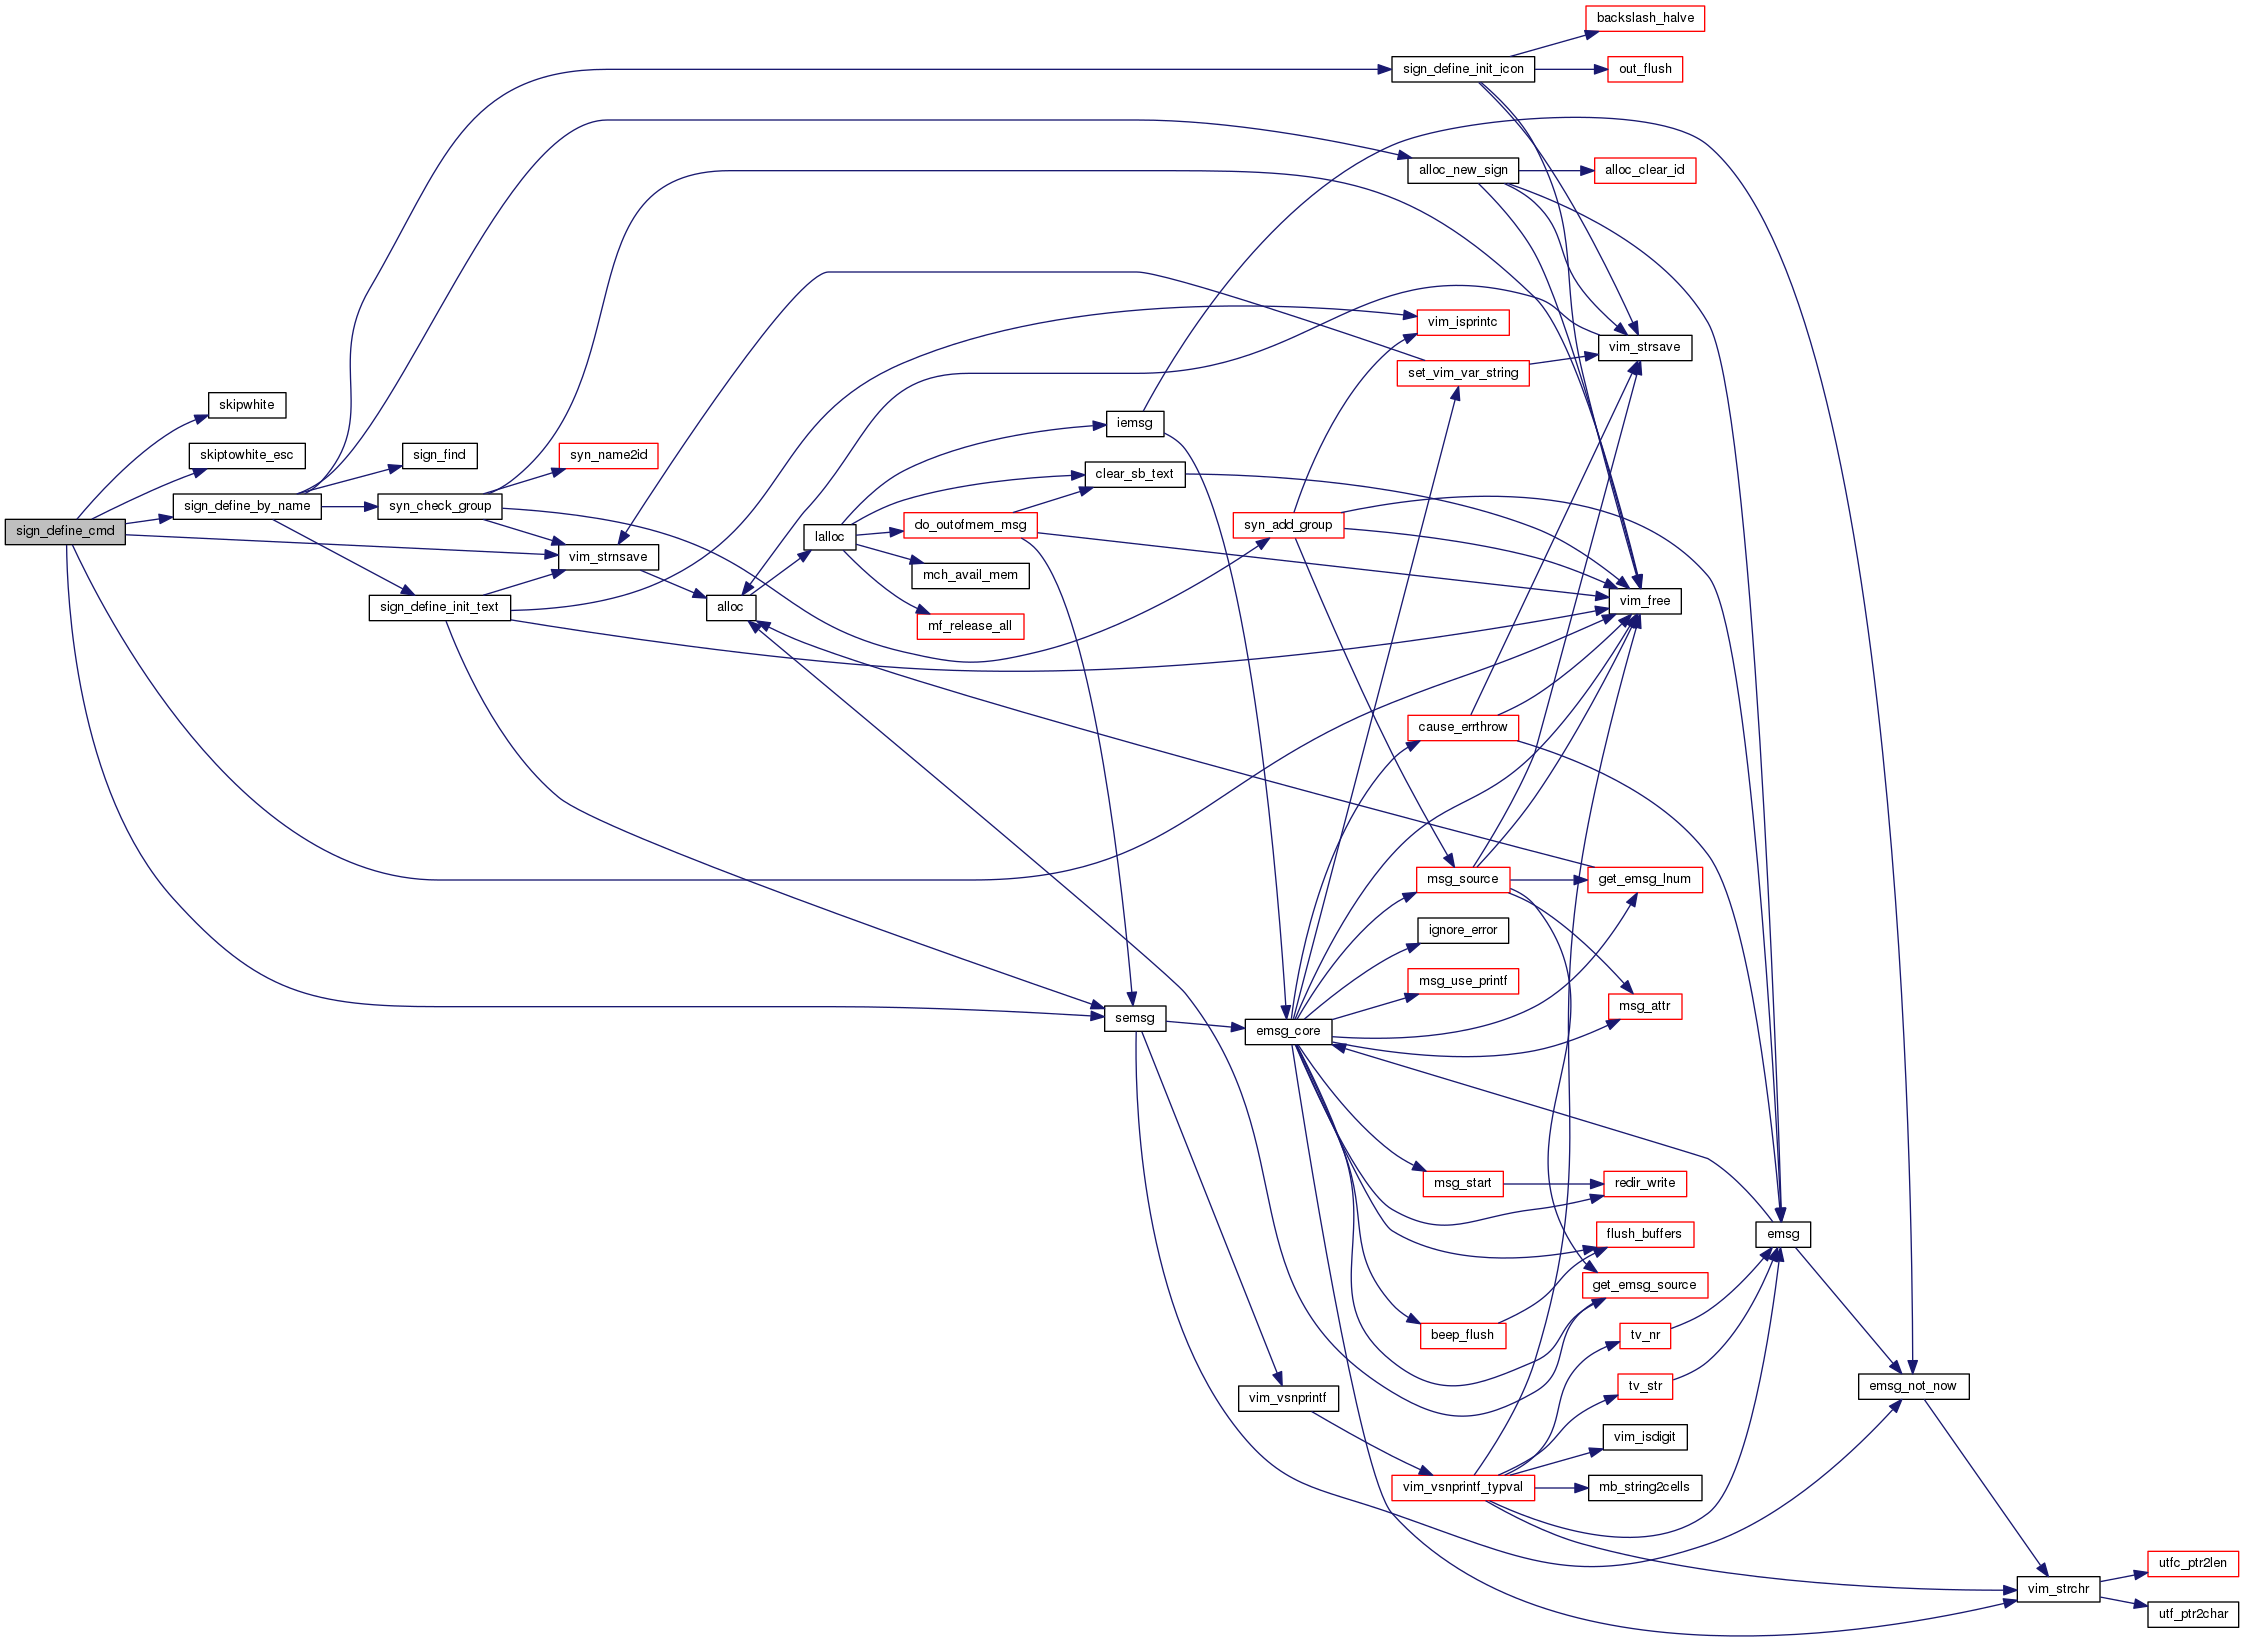 backslash_halve
sign_define_init_icon
out_flush
alloc_new_sign
alloc_clear_id
vim_isprintc
vim_strsave
set_vim_var_string
skipwhite
iemsg
skiptowhite_esc
sign_find
syn_name2id
clear_sb_text
sign_define_by_name
syn_check_group
sign_define_cmd
do_outofmem_msg
syn_add_group
lalloc
vim_strnsave
mch_avail_mem
sign_define_init_text
alloc
vim_free
mf_release_all
cause_errthrow
msg_source
get_emsg_lnum
ignore_error
msg_use_printf
msg_attr
semsg
emsg_core
msg_start
redir_write
flush_buffers
emsg
get_emsg_source
beep_flush
tv_nr
tv_str
emsg_not_now
vim_vsnprintf
vim_isdigit
vim_vsnprintf_typval
mb_string2cells
utfc_ptr2len
vim_strchr
utf_ptr2char